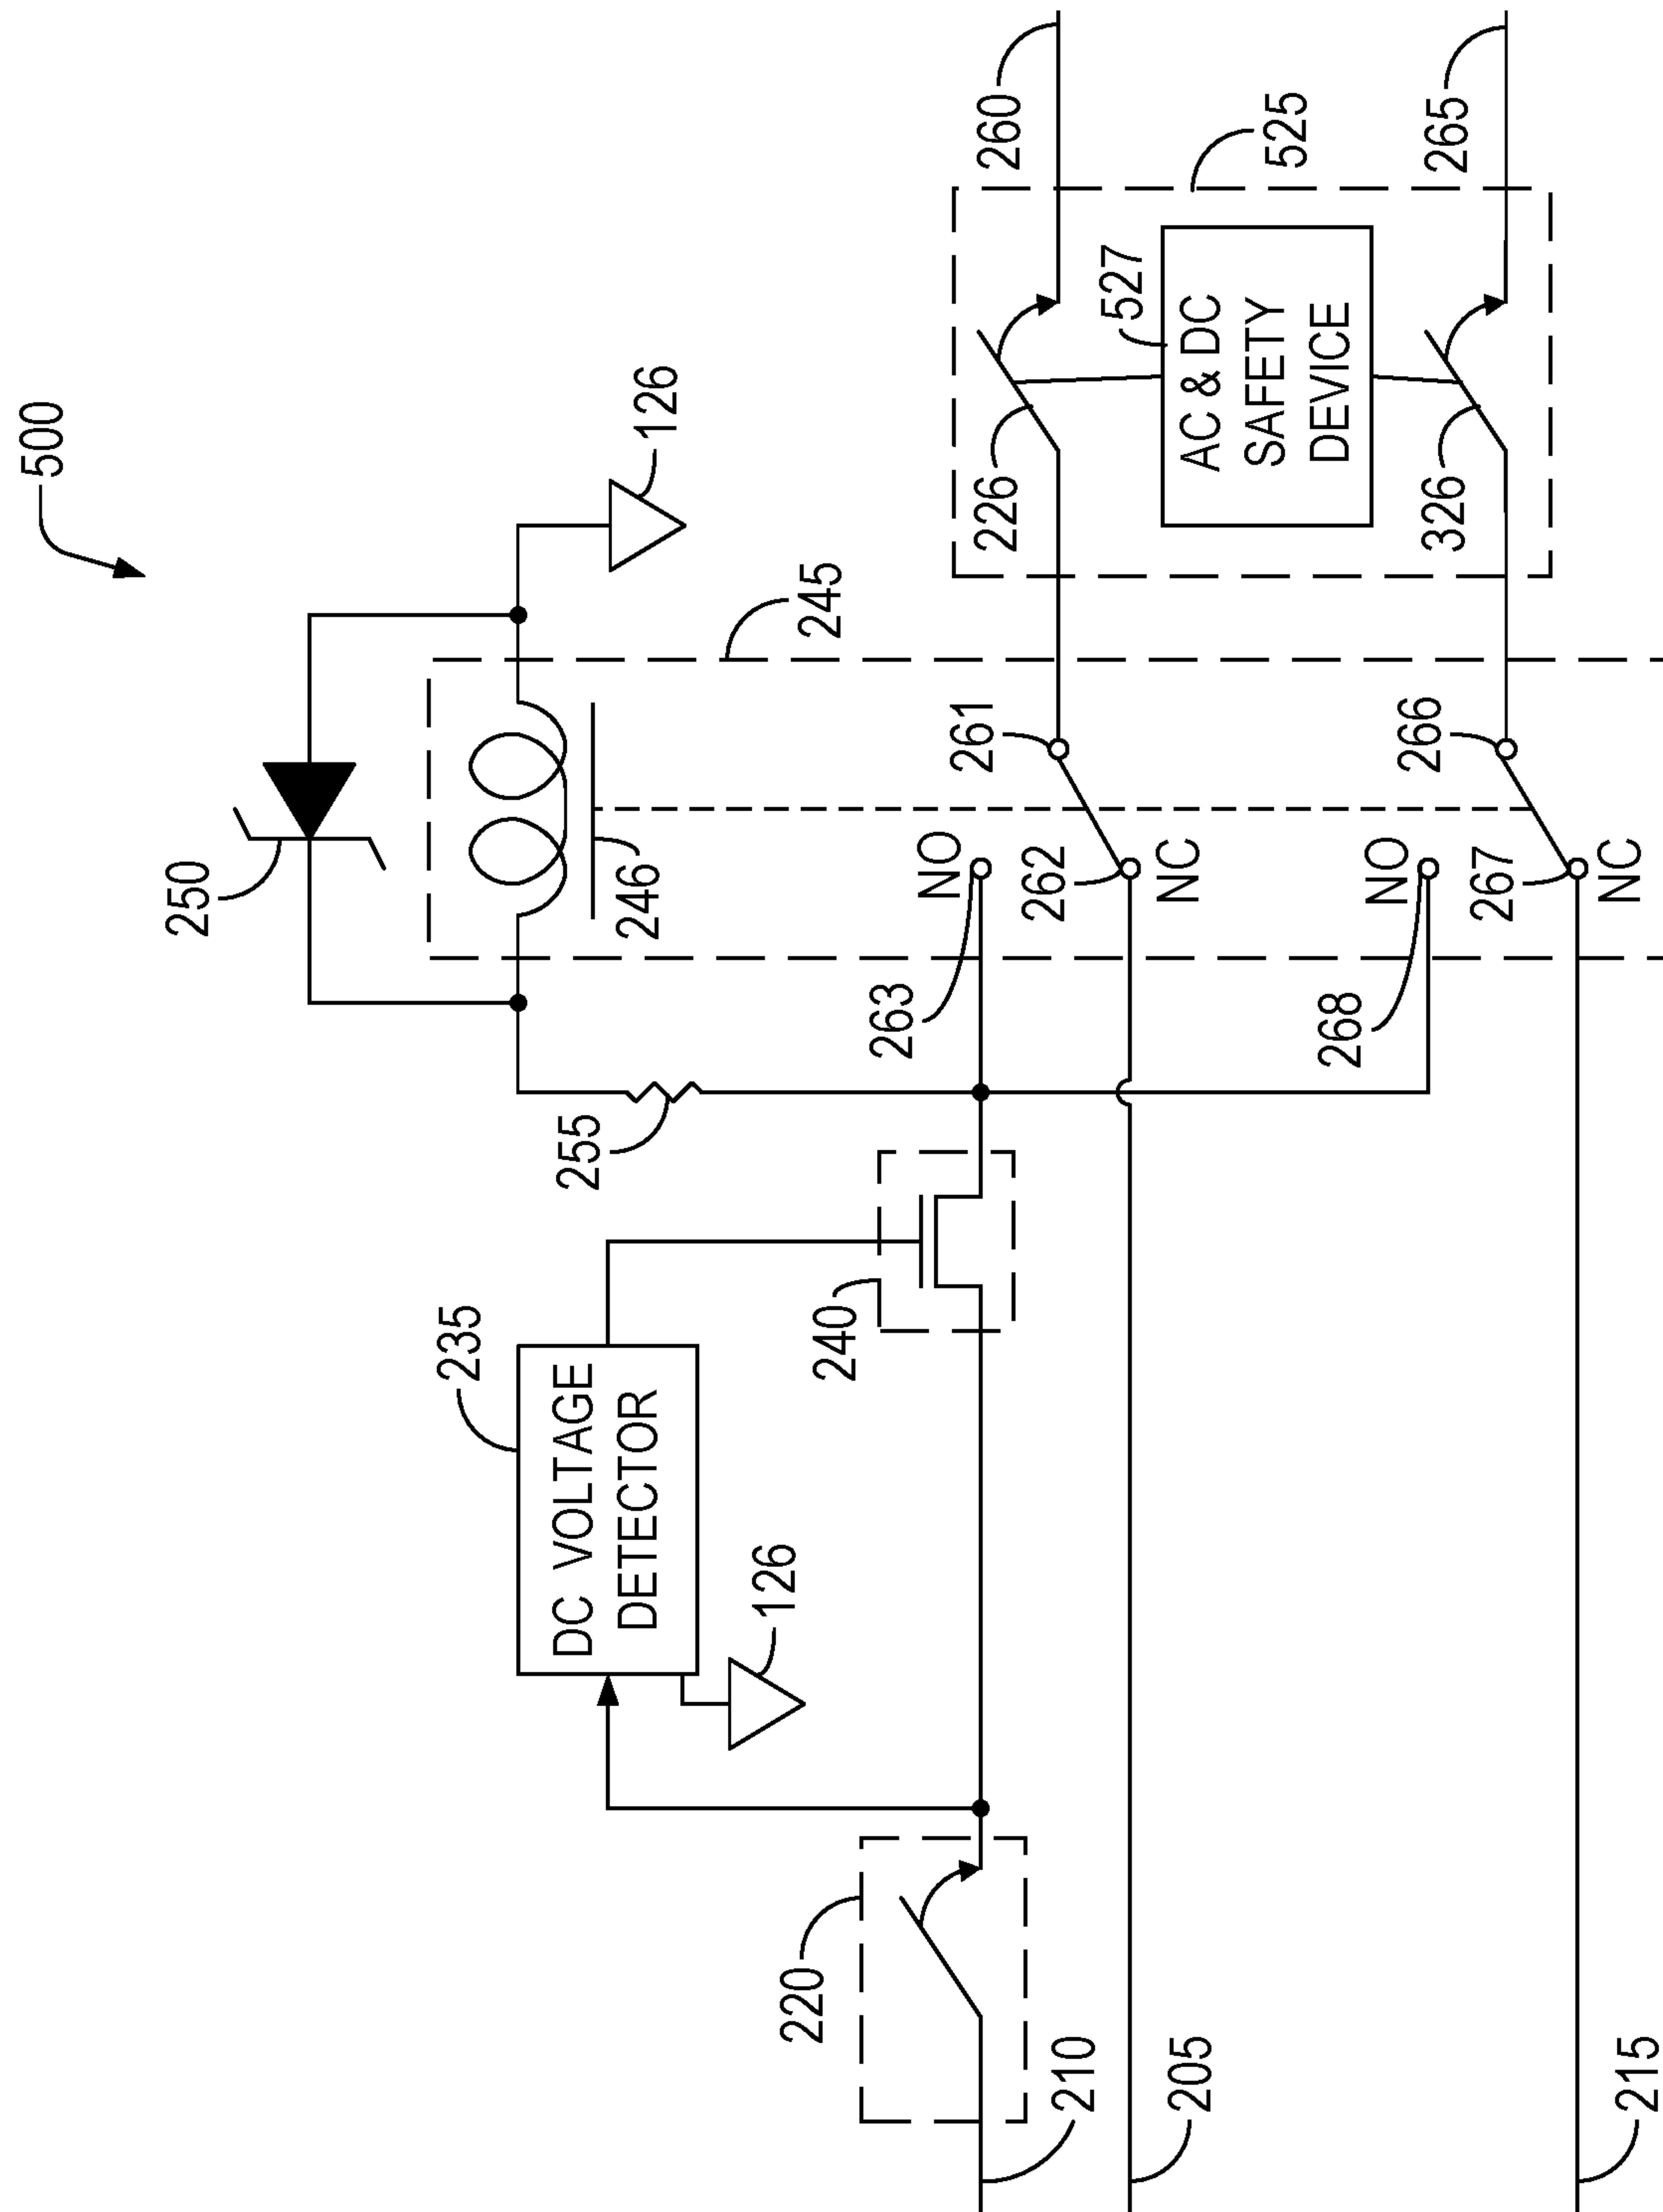 500
250
126
245
246
255
235
DC VOLTAGE
DETECTOR
126
240
220
210
205
215
263
NO
261
262
NC
268
NO
266
267
NC
260
525
226
527
AC & DC
SAFETY
DEVICE
326
265